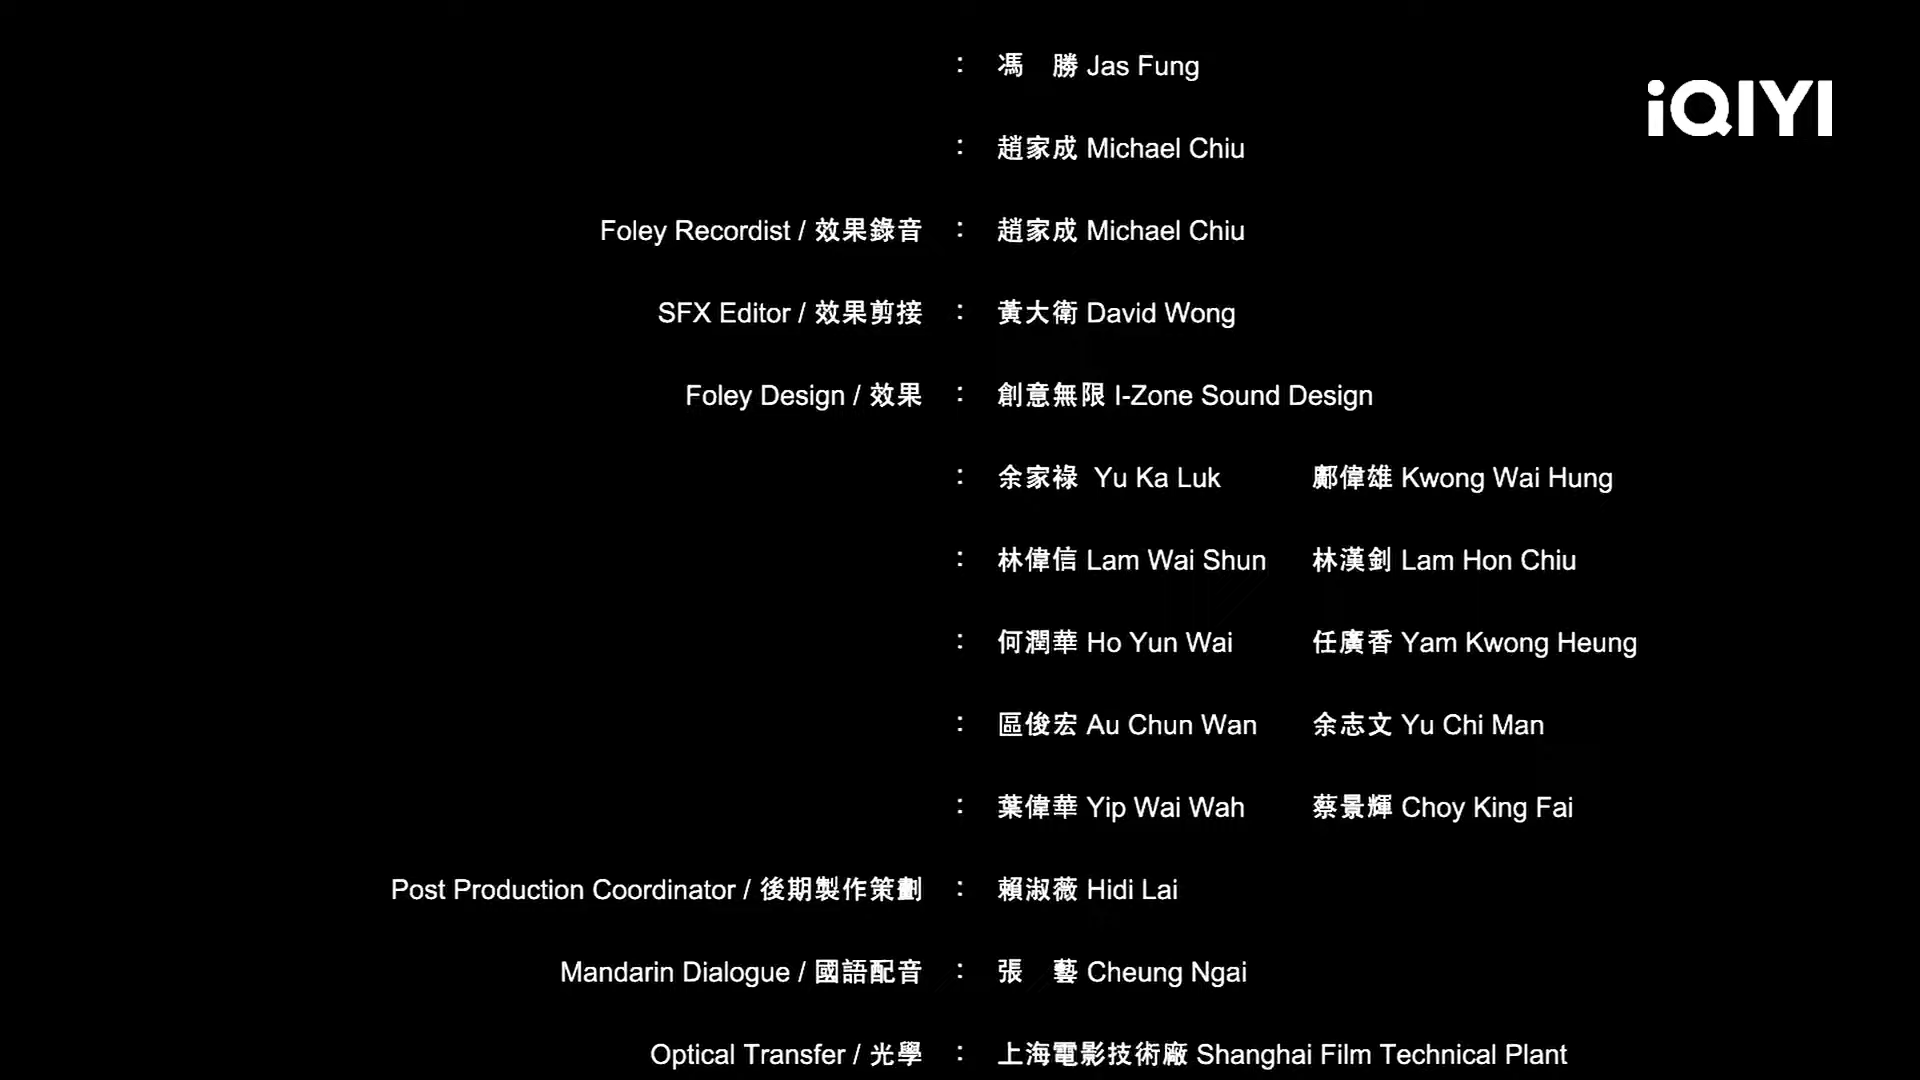 : 馮　勝 Jas Fung
iQIYI
: 趙家成 Michael Chiu
Foley Recordist / 效果錄音 : 趙家成 Michael Chiu
SFX Editor / 效果剪接 : 黃大衛 David Wong
Foley Design / 效果 : 創意無限 I-Zone Sound Design
: 余家祿 Yu Ka Luk 鄺偉雄 Kwong Wai Hung
: 林偉信 Lam Wai Shun 林漢釗 Lam Hon Chiu
: 何潤華 Ho Yun Wai 任廣香 Yam Kwong Heung
: 區俊宏 Au Chun Wan 余志文 Yu Chi Man
: 葉偉華 Yip Wai Wah 蔡景輝 Choy King Fai
Post Production Coordinator / 後期製作策劃 : 賴淑薇 Hidi Lai
Mandarin Dialogue / 國語配音 : 張　藝 Cheung Ngai
Optical Transfer / 光學 : 上海電影技術廠 Shanghai Film Technical Plant